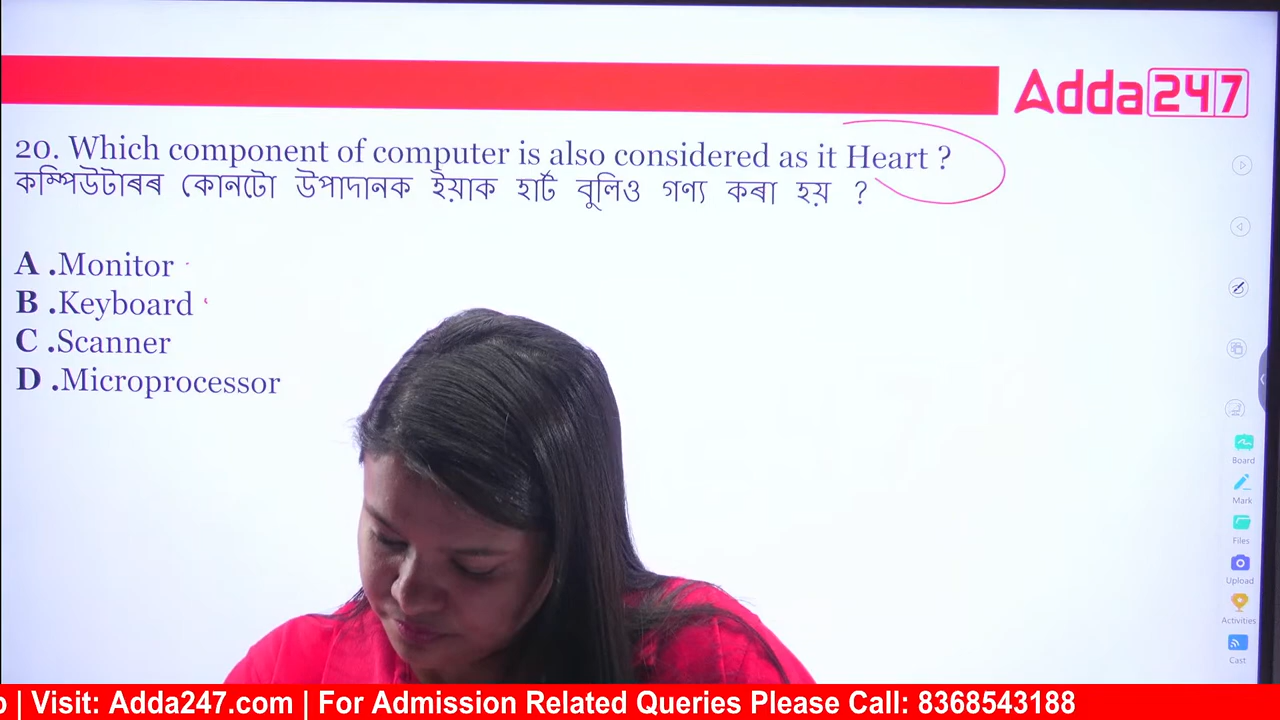 Adda247
20. Which component of computer is also considered as it Heart ?
কম্পিউটাৰৰ কোনটো উপাদানক ইয়াক হাৰ্ট বুলিও গণ্য কৰা হয় ?
A .Monitor
B .Keyboard
C .Scanner
D .Microprocessor
Board
Mark
Files
Upload
Activities
Cast
| Visit: Adda247.com | For Admission Related Queries Please Call: 8368543188